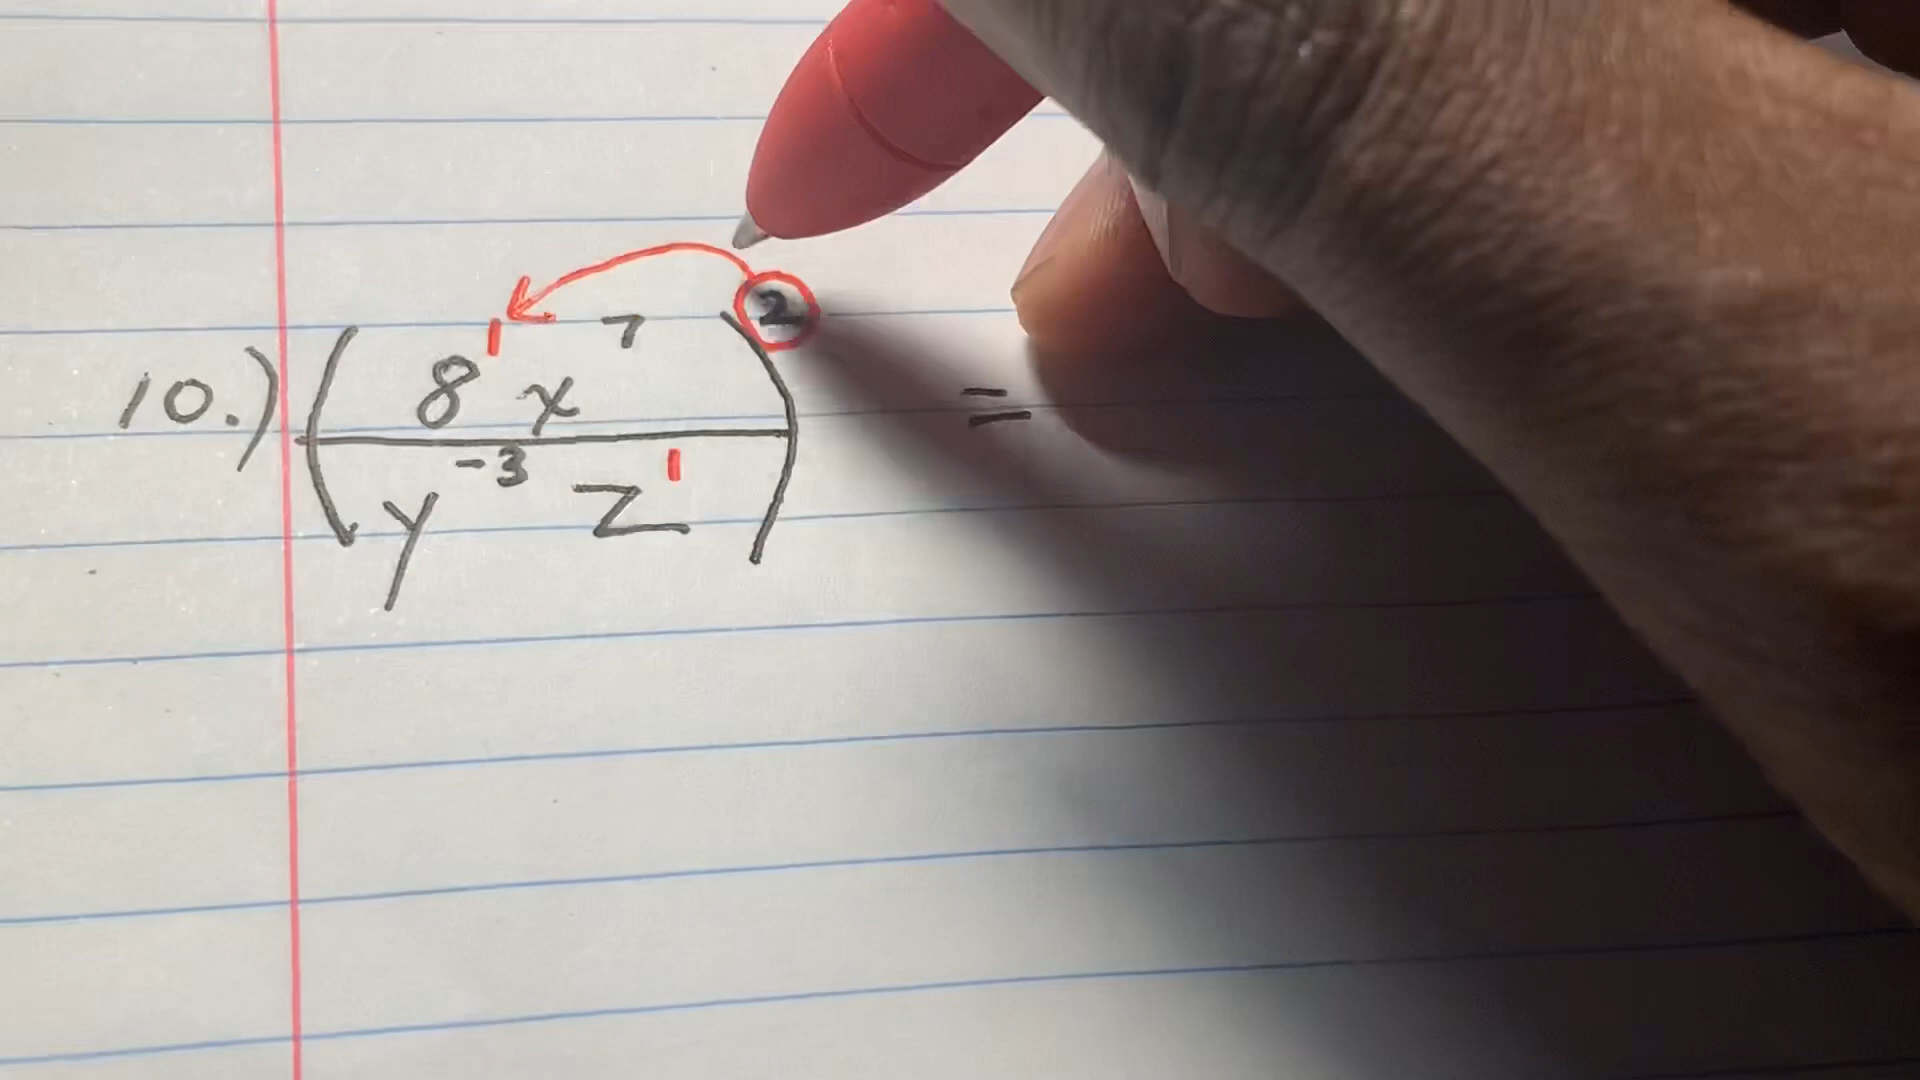 10.) (8¹x⁷ / y⁻³z¹)² =